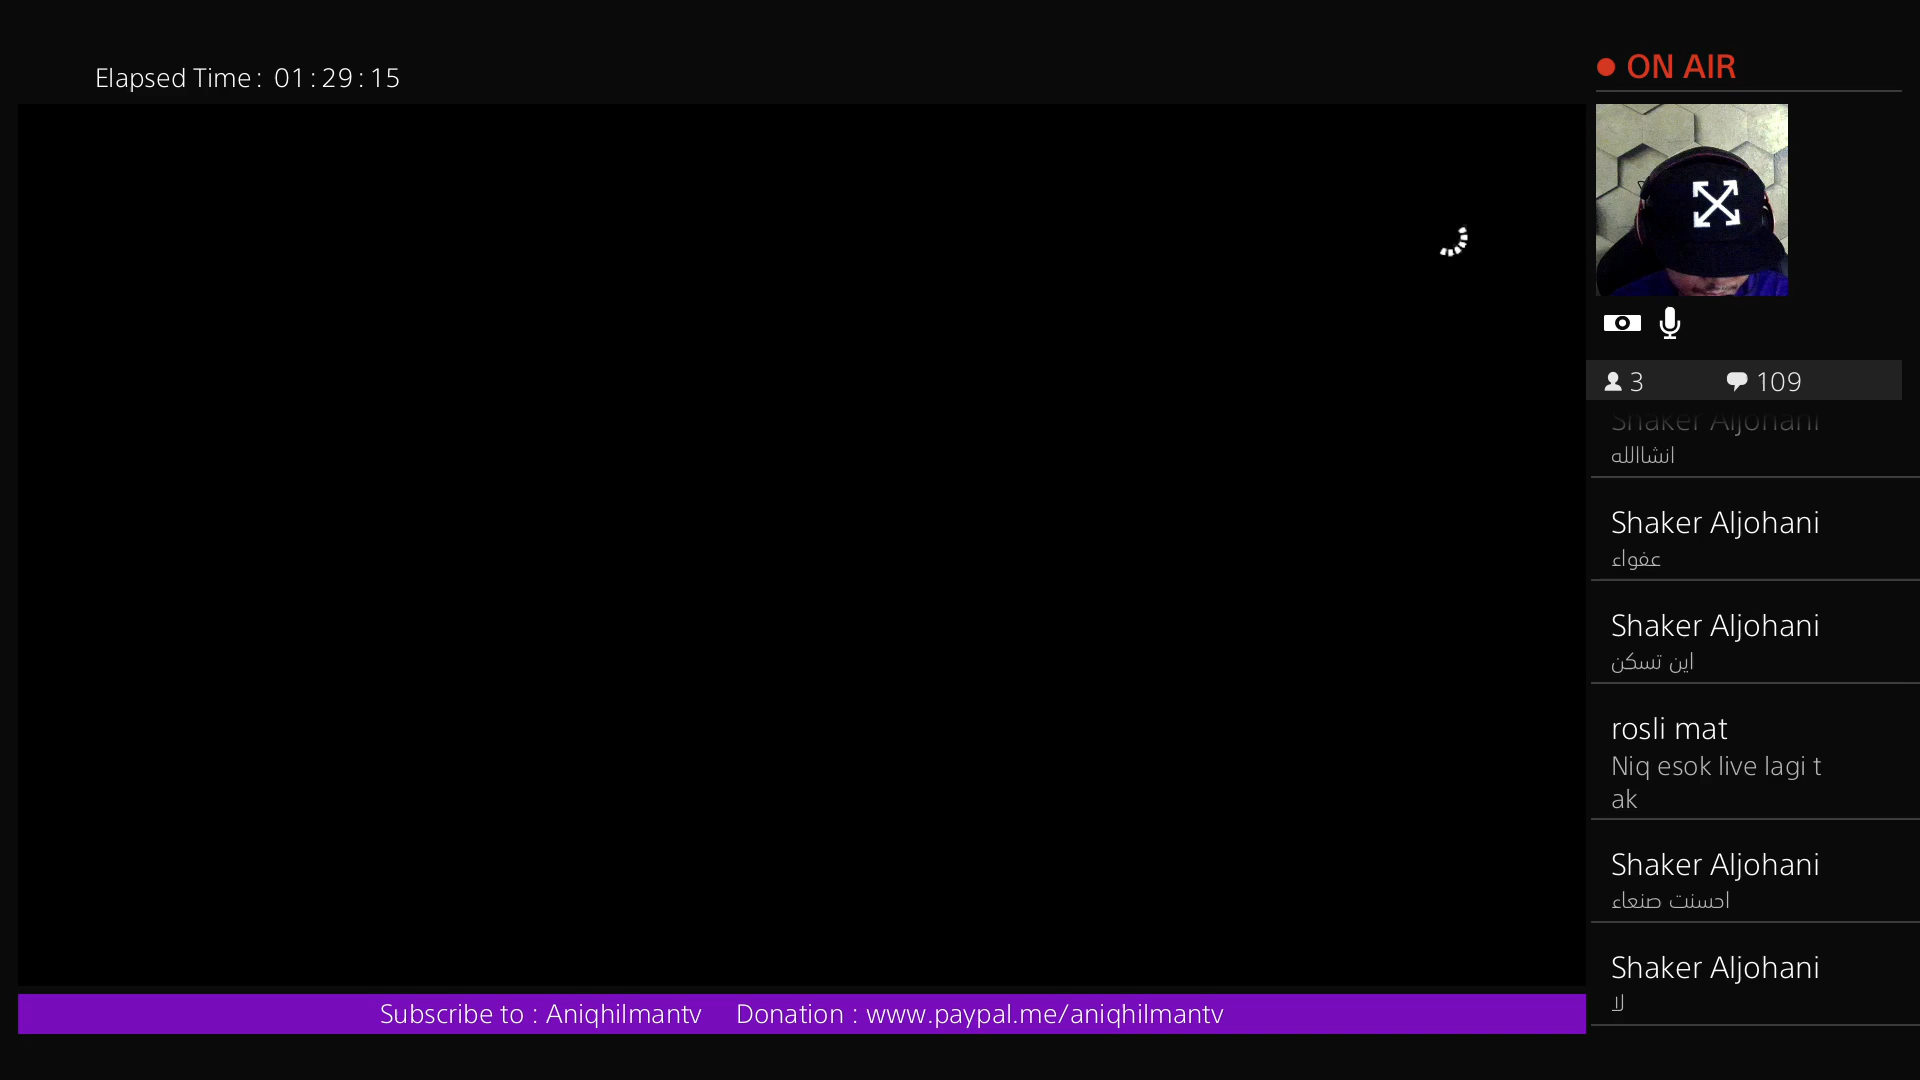 Elapsed Time: 01:29:15
ON AIR
3
109
Shaker Aljohani
انشاالله
Shaker Aljohani
عفواء
Shaker Aljohani
اين تسكن
rosli mat
Niq esok live lagi t
ak
Shaker Aljohani
احسنت صنعاء
Shaker Aljohani
لا
Subscribe to : Aniqhilmantv Donation : www.paypal.me/aniqhilmantv